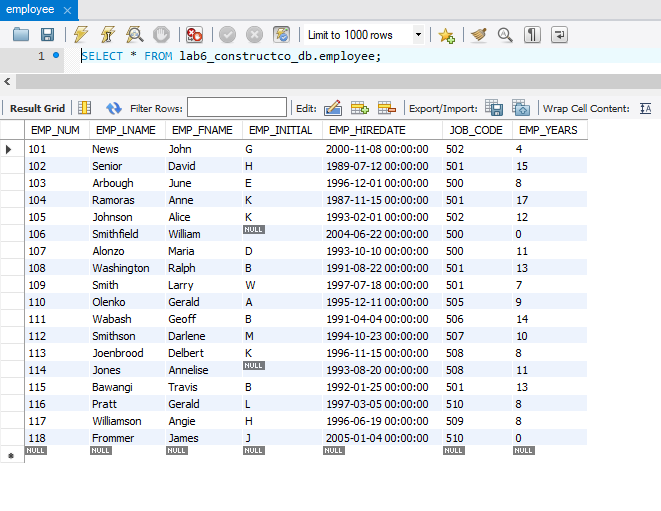 employee
Limit to 1000 rows
1 SELECT * FROM lab6_constructco_db.employee;
Result Grid Filter Rows: Edit: Export/Import: Wrap Cell Content:
EMP_NUM EMP_LNAME EMP_FNAME EMP_INITIAL EMP_HIREDATE JOB_CODE EMP_YEARS
101 News John G 2000-11-08 00:00:00 502 4
102 Senior David H 1989-07-12 00:00:00 501 15
103 Arbough June E 1996-12-01 00:00:00 500 8
104 Ramoras Anne K 1987-11-15 00:00:00 501 17
105 Johnson Alice K 1993-02-01 00:00:00 502 12
106 Smithfield William NULL 2004-06-22 00:00:00 500 0
107 Alonzo Maria D 1993-10-10 00:00:00 500 11
108 Washington Ralph B 1991-08-22 00:00:00 501 13
109 Smith Larry W 1997-07-18 00:00:00 501 7
110 Olenko Gerald A 1995-12-11 00:00:00 505 9
111 Wabash Geoff B 1991-04-04 00:00:00 506 14
112 Smithson Darlene M 1994-10-23 00:00:00 507 10
113 Joenbrood Delbert K 1996-11-15 00:00:00 508 8
114 Jones Annelise NULL 1993-08-20 00:00:00 508 11
115 Bawangi Travis B 1992-01-25 00:00:00 501 13
116 Pratt Gerald L 1997-03-05 00:00:00 510 8
117 Williamson Angie H 1996-06-19 00:00:00 509 8
118 Frommer James J 2005-01-04 00:00:00 510 0
NULL NULL NULL NULL NULL NULL NULL